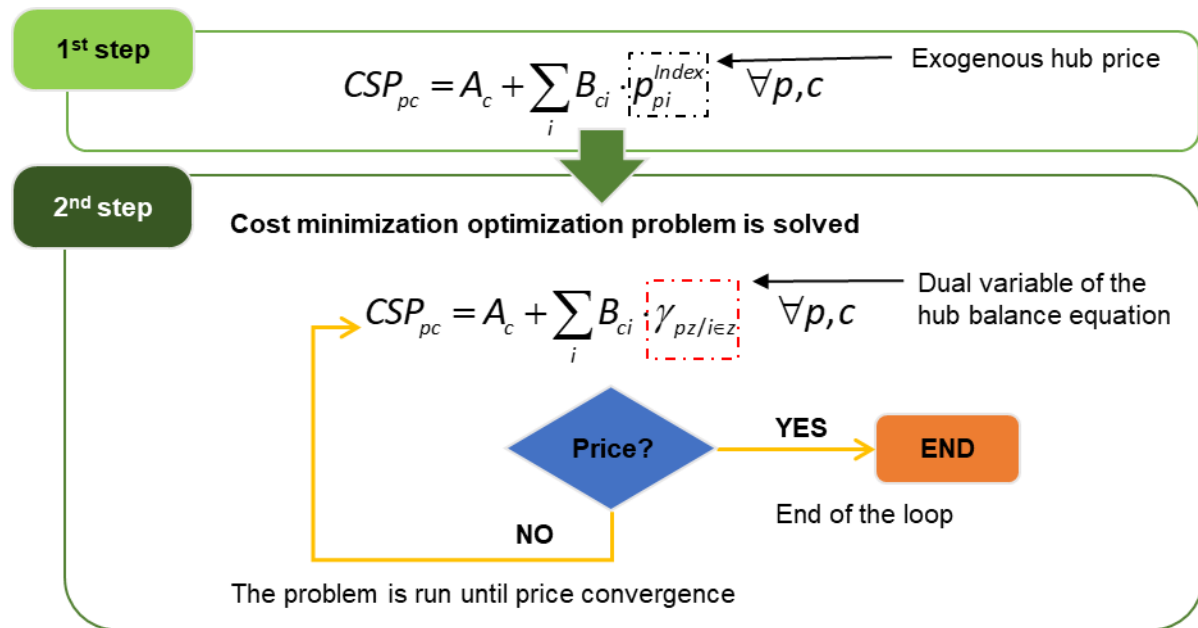 1st step
Exogenous hub price
CSP_pc = A_c + ∑_i B_ci · p_pi^Index ∀p,c
2nd step
Cost minimization optimization problem is solved
Dual variable of the
hub balance equation
CSP_pc = A_c + ∑_i B_ci · γ_pz/i∈z ∀p,c
Price?
YES
END
End of the loop
NO
The problem is run until price convergence